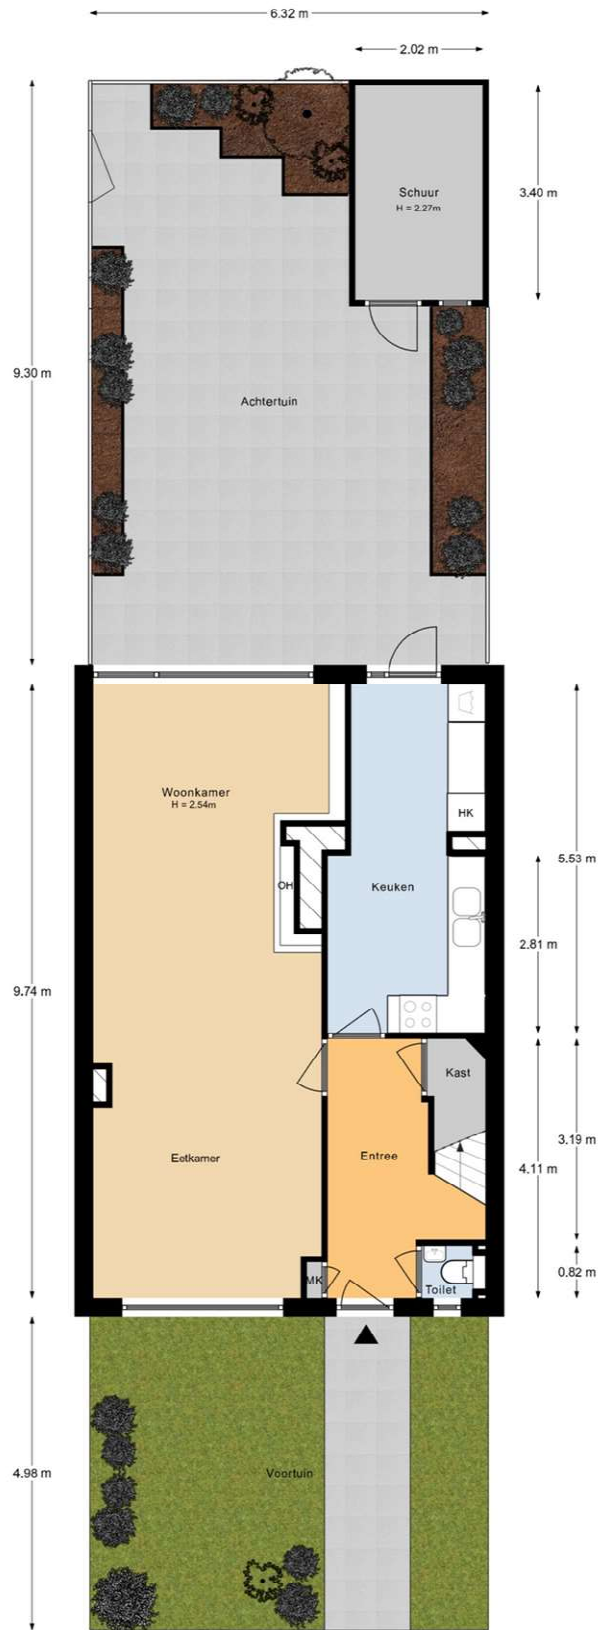 6.32 m
2.02 m
Schuur
H = 2.27m
3.40 m
9.30 m
Achtertuin
Woonkamer
H = 2.54m
HK
OH
Keuken
5.53 m
2.81 m
9.74 m
Kast
Eetkamer
Entree
3.19 m
4.11 m
MK
Toilet
0.82 m
Voortuin
4.98 m